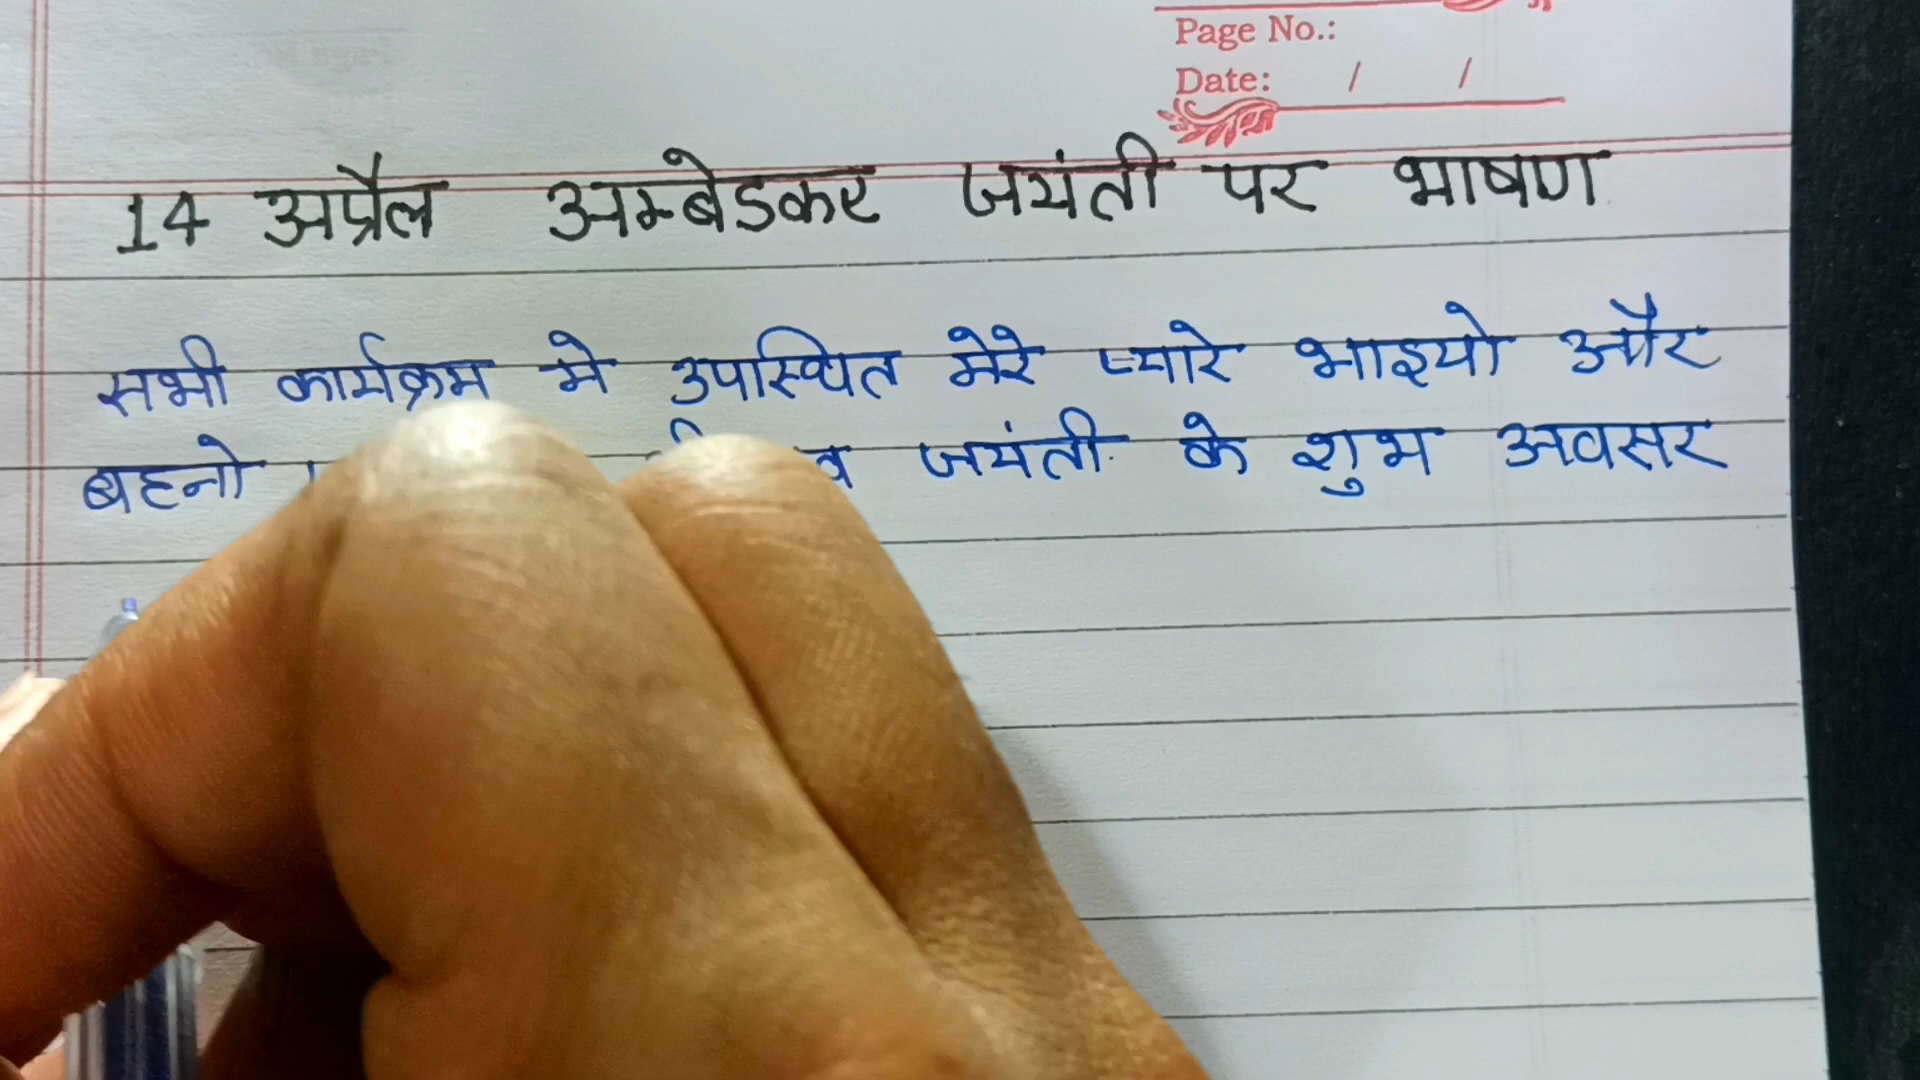 Page No.:
Date: / /
14 अप्रैल अम्बेडकर जयंती पर भाषण
सभी कार्यक्रम मे उपस्थित मेरे प्यारे भाइयो और
बहनो । व जयंती के शुभ अवसर